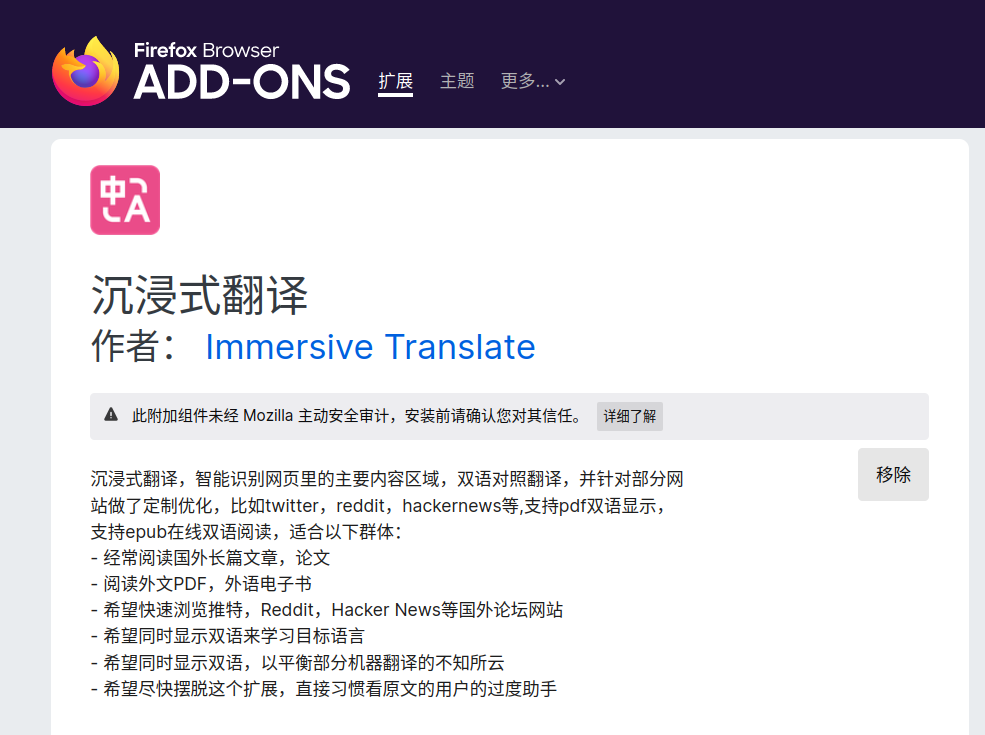 Firefox Browser
ADD-ONS
扩展 主题 更多...
中A
沉浸式翻译
作者： Immersive Translate
此附加组件未经 Mozilla 主动安全审计，安装前请确认您对其信任。 详细了解
移除
沉浸式翻译，智能识别网页里的主要内容区域，双语对照翻译，并针对部分网
站做了定制优化，比如twitter，reddit，hackernews等,支持pdf双语显示，
支持epub在线双语阅读，适合以下群体：
- 经常阅读国外长篇文章，论文
- 阅读外文PDF，外语电子书
- 希望快速浏览推特，Reddit，Hacker News等国外论坛网站
- 希望同时显示双语来学习目标语言
- 希望同时显示双语，以平衡部分机器翻译的不知所云
- 希望尽快摆脱这个扩展，直接习惯看原文的用户的过度助手